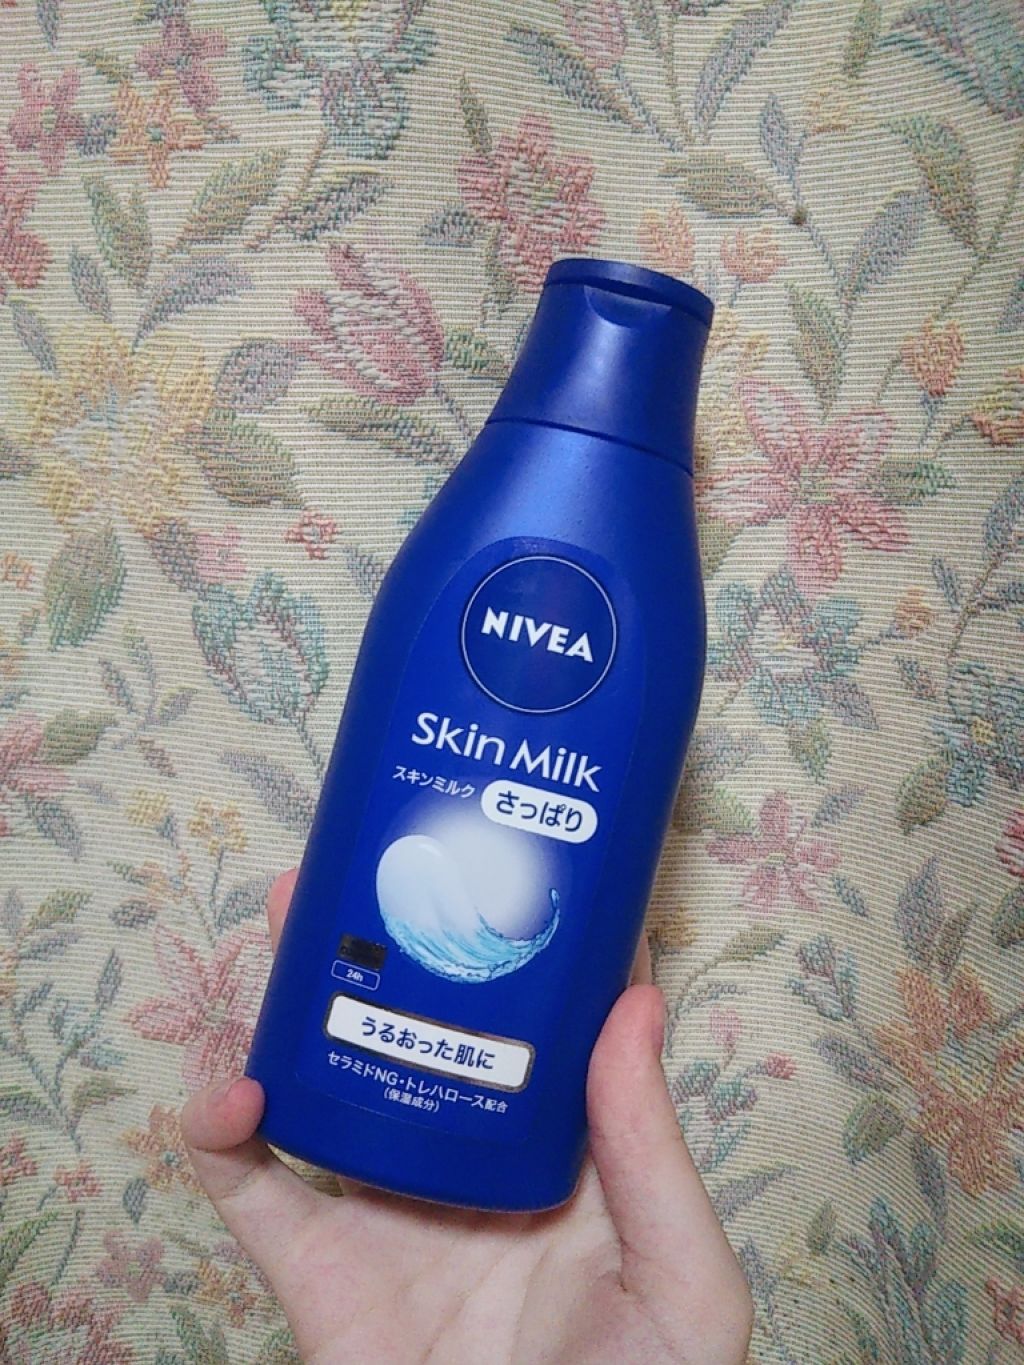 NIVEA
Skin Milk
スキンミルク さっぱり
24h
うるおった肌に
セラミドNG・トレハロース配合
(保湿成分)